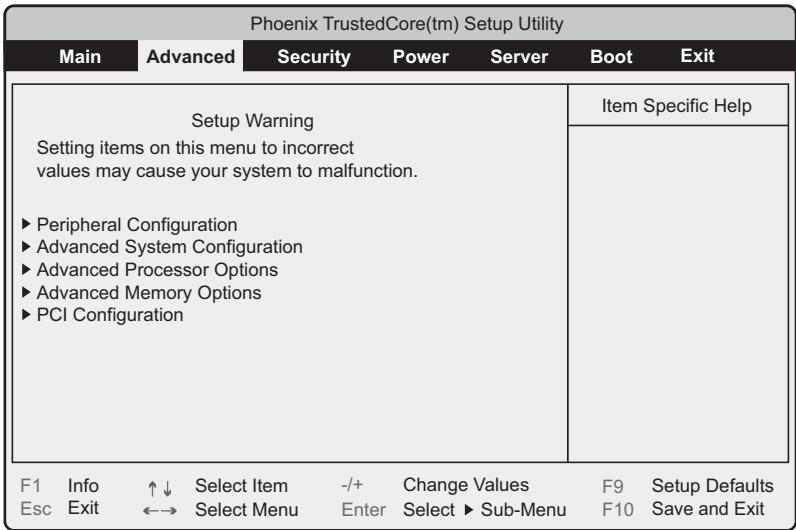 Phoenix TrustedCore(tm) Setup Utility
Main Advanced Security Power Server Boot Exit
Setup Warning
Setting items on this menu to incorrect
values may cause your system to malfunction.
Item Specific Help
▶ Peripheral Configuration
▶ Advanced System Configuration
▶ Advanced Processor Options
▶ Advanced Memory Options
▶ PCI Configuration
F1 Info ↑↓ Select Item -/+ Change Values F9 Setup Defaults
Esc Exit ←→ Select Menu Enter Select ▶ Sub-Menu F10 Save and Exit